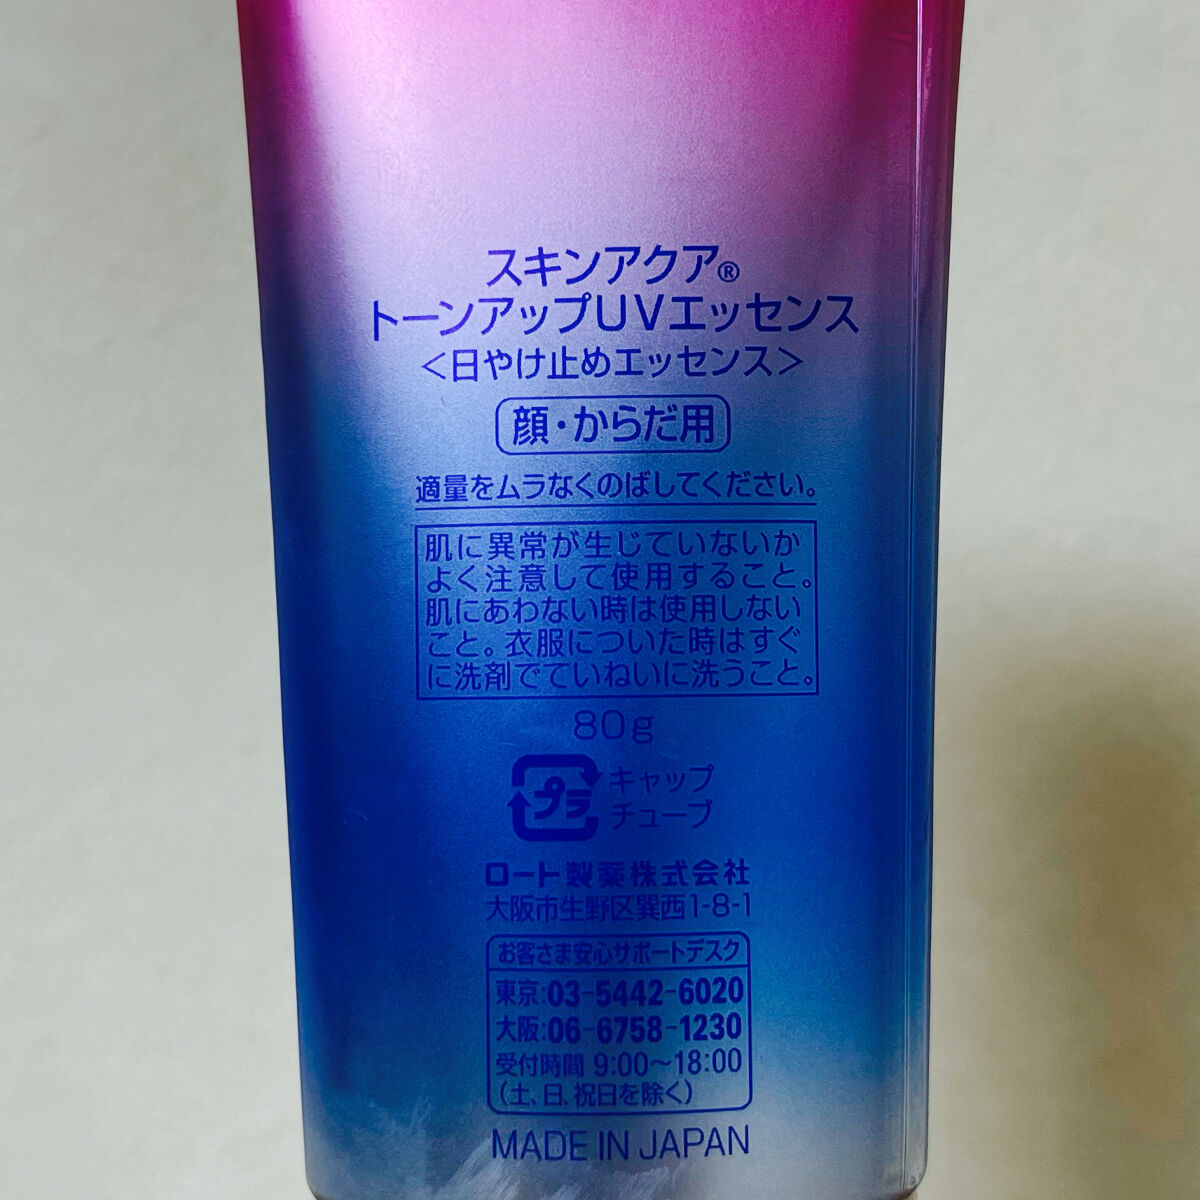 スキンアクア®
トーンアップUVエッセンス
〈日やけ止めエッセンス〉
顔・からだ用
適量をムラなくのばしてください。
肌に異常が生じていないか
よく注意して使用すること。
肌にあわない時は使用しない
こと。衣服についた時はすぐ
に洗剤でていねいに洗うこと。
80g
プラ
キャップ
チューブ
ロート製薬株式会社
大阪市生野区巽西1-8-1
お客さま安心サポートデスク
東京:03-5442-6020
大阪:06-6758-1230
受付時間 9:00〜18:00
(土、日、祝日を除く)
MADE IN JAPAN